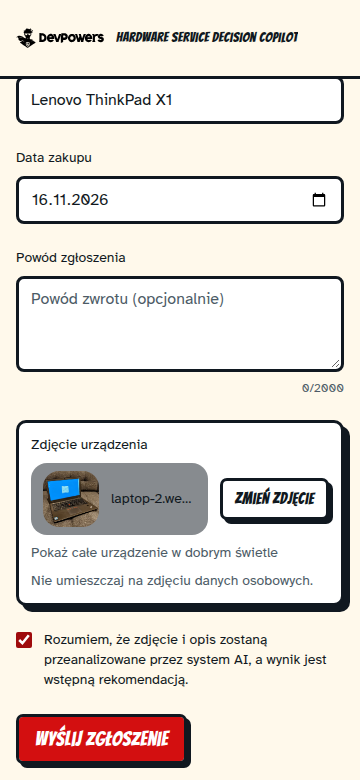 DevPowers
HARDWARE SERVICE DECISION COPILOT
Lenovo ThinkPad X1
Data zakupu
16.11.2026
Powód zgłoszenia
Powód zwrotu (opcjonalnie)
0/2000
Zdjęcie urządzenia
laptop-2.we...
ZMIEŃ ZDJĘCIE
Pokaż całe urządzenie w dobrym świetle
Nie umieszczaj na zdjęciu danych osobowych.
Rozumiem, że zdjęcie i opis zostaną
przeanalizowane przez system AI, a wynik jest
wstępną rekomendacją.
WYŚLIJ ZGŁOSZENIE